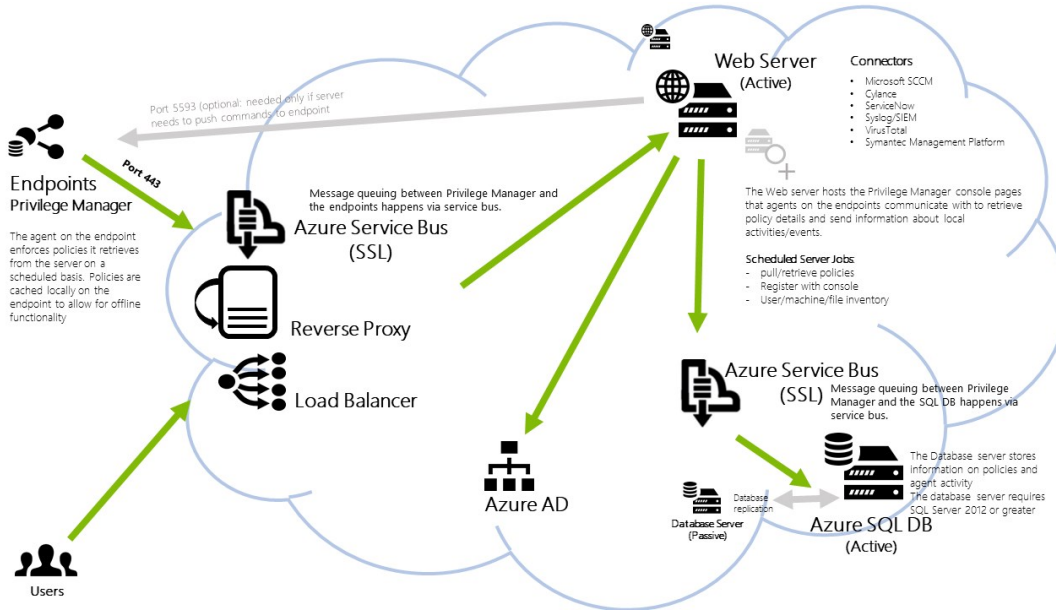 Web Server
(Active)
Connectors
• Microsoft SCCM
• Cylance
• ServiceNow
• Syslog/SIEM
• VirusTotal
• Symantec Management Platform
Port 5593 (optional: needed only if server
needs to push commands to endpoint
Port 443
Endpoints
Privilege Manager
The agent on the endpoint
enforces policies it retrieves
from the server on a
scheduled basis. Policies are
cached locally on the
endpoint to allow for offline
functionality
Message queuing between Privilege Manager and
the endpoints happens via service bus.
Azure Service Bus
(SSL)
Reverse Proxy
Load Balancer
The Web server hosts the Privilege Manager console pages
that agents on the endpoints communicate with to retrieve
policy details and send information about local
activities/events.
Scheduled Server Jobs:
- pull/retrieve policies
- Register with console
- User/machine/file inventory
Azure Service Bus
(SSL)
Message queuing between Privilege
Manager and the SQL DB happens via
service bus.
Azure AD
Database
replication
Database Server
(Passive)
Azure SQL DB
(Active)
The Database server stores
information on policies and
agent activity
The database server requires
SQL Server 2012 or greater
Users